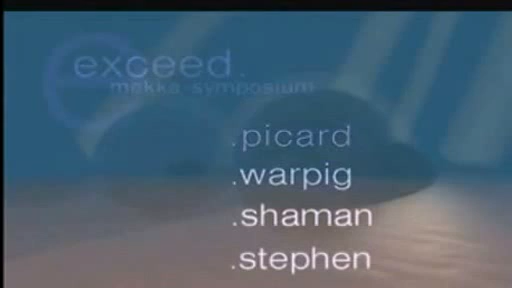 exceed.
mekka-symposium
.picard
.warpig
.shaman
.stephen